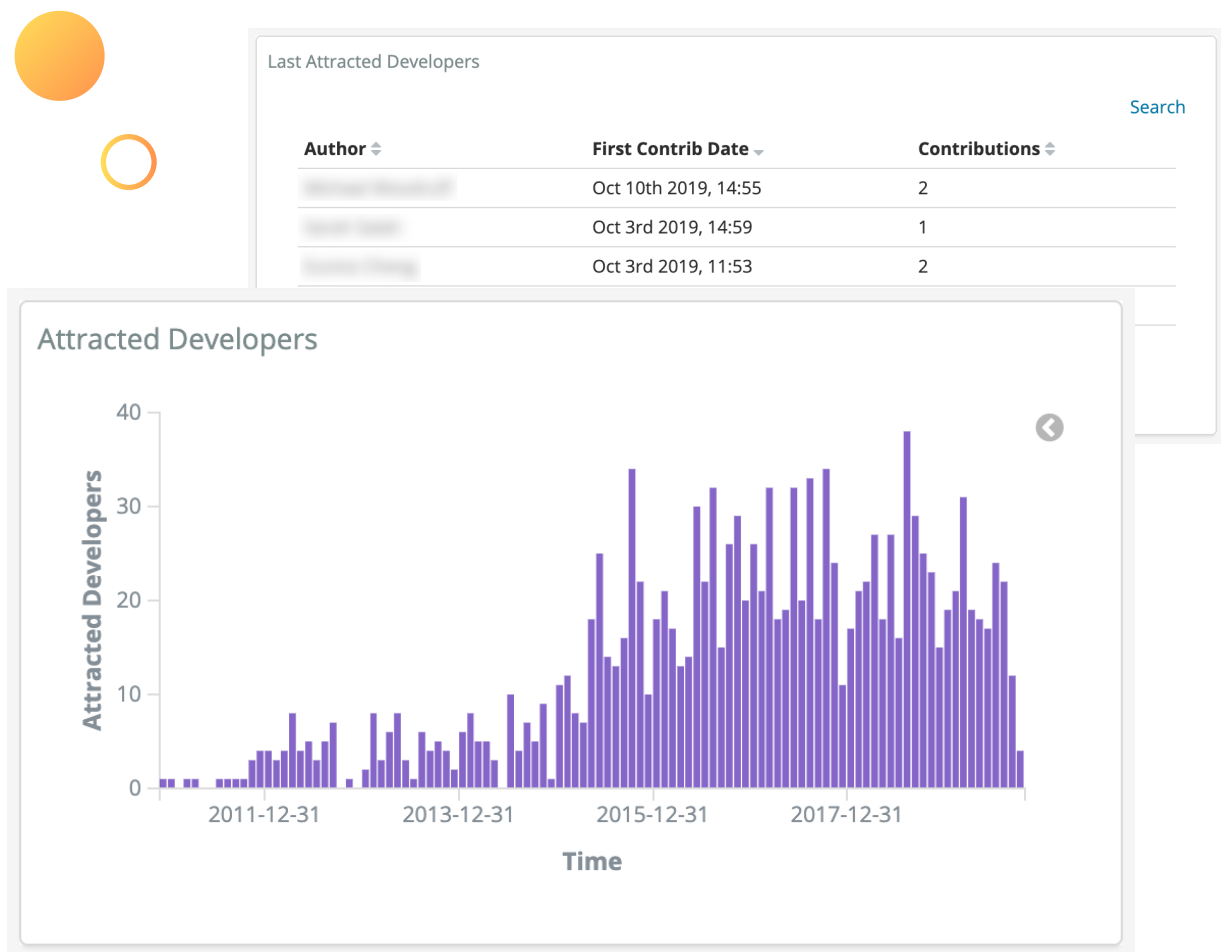 Last Attracted Developers
Search
Author First Contrib Date Contributions
Oct 10th 2019, 14:55 2
Oct 3rd 2019, 14:59 1
Oct 3rd 2019, 11:53 2
Attracted Developers
Attracted Developers
40
30
20
10
0
2011-12-31 2013-12-31 2015-12-31 2017-12-31
Time